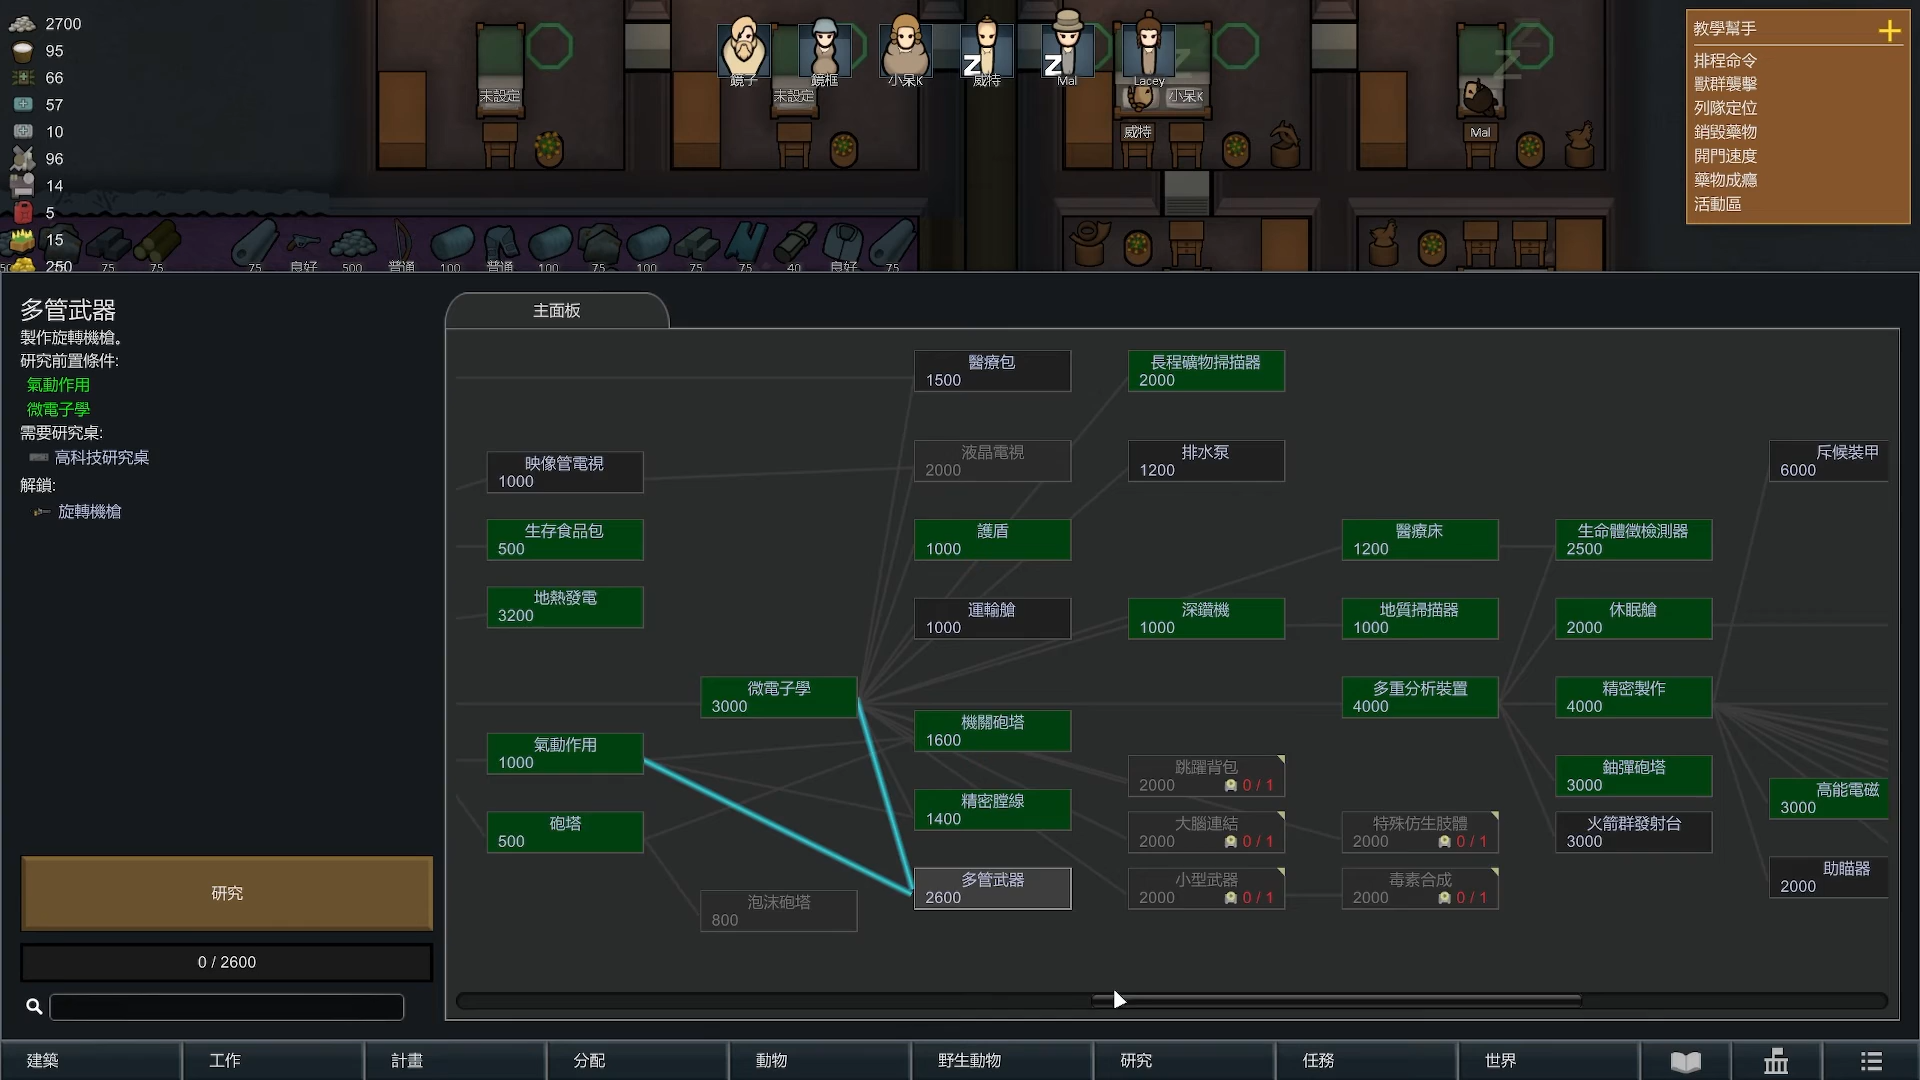 2700
95
66
57
10
96
14
5
15
250
未設定
未設定
小呆K
威特
Mal
鏡子
鏡框
小呆K
威特
Mal
Lacey
教學幫手
排程命令
獸群襲擊
列隊定位
銷毀藥物
開門速度
藥物成癮
活動區
75
75
75
良好
500
普通
100
普通
100
75
100
75
75
40
良好
75
多管武器
製作旋轉機槍。
研究前置條件:
氣動作用
微電子學
需要研究桌:
高科技研究桌
解鎖:
旋轉機槍
研究
0 / 2600
主面板
映像管電視
1000
生存食品包
500
地熱發電
3200
氣動作用
1000
砲塔
500
微電子學
3000
泡沫砲塔
800
醫療包
1500
液晶電視
2000
護盾
1000
運輸艙
1000
機關砲塔
1600
精密膛線
1400
多管武器
2600
長程礦物掃描器
2000
排水泵
1200
深鑽機
1000
跳躍背包
2000 0 / 1
大腦連結
2000 0 / 1
小型武器
2000 0 / 1
醫療床
1200
地質掃描器
1000
多重分析裝置
4000
特殊仿生肢體
2000 0 / 1
毒素合成
2000 0 / 1
生命體徵檢測器
2500
休眠艙
2000
精密製作
4000
鈾彈砲塔
3000
火箭群發射台
3000
斥候裝甲
6000
高能電磁
3000
助瞄器
2000
建築
工作
計畫
分配
動物
野生動物
研究
任務
世界